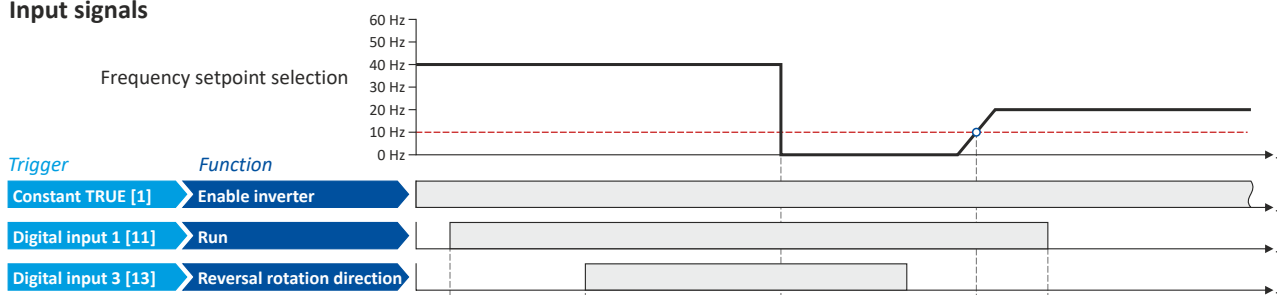 Input signals
60 Hz
50 Hz
Frequency setpoint selection
40 Hz
30 Hz
20 Hz
10 Hz
0 Hz
Trigger Function
Constant TRUE [1] Enable inverter
Digital input 1 [11] Run
Digital input 3 [13] Reversal rotation direction